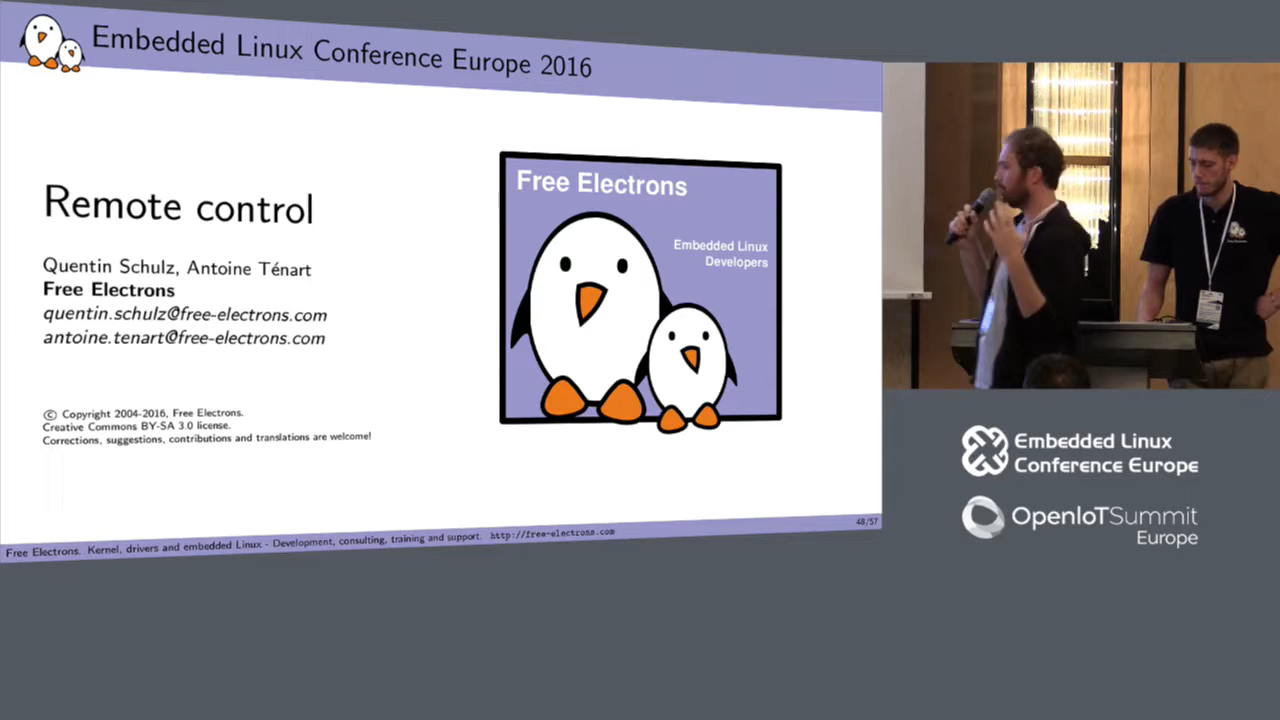 Embedded Linux Conference Europe 2016
Remote control
Quentin Schulz, Antoine Ténart
Free Electrons
quentin.schulz@free-electrons.com
antoine.tenart@free-electrons.com
© Copyright 2004-2016, Free Electrons.
Creative Commons BY-SA 3.0 license.
Corrections, suggestions, contributions and translations are welcome!
Free Electrons
Embedded Linux
Developers
Free Electrons. Kernel, drivers and embedded Linux - Development, consulting, training and support. http://free-electrons.com
48/57
Embedded Linux
Conference Europe
OpenIoTSummit
Europe